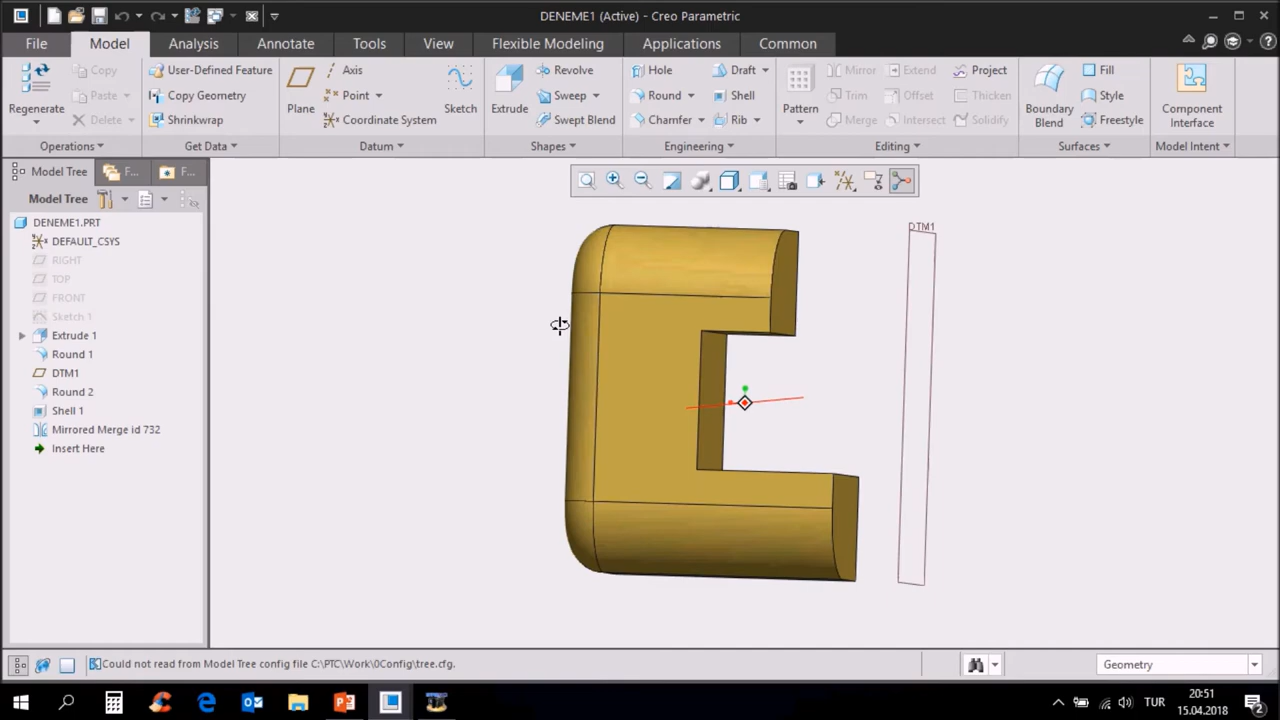 DENEME1 (Active) - Creo Parametric
File Model Analysis Annotate Tools View Flexible Modeling Applications Common
Regenerate
Copy
Paste
Delete
Operations
User-Defined Feature
Copy Geometry
Shrinkwrap
Get Data
Plane
Axis
Point
Coordinate System
Sketch
Datum
Extrude
Revolve
Sweep
Swept Blend
Shapes
Hole
Round
Chamfer
Draft
Shell
Rib
Engineering
Pattern
Mirror
Trim
Merge
Extend
Offset
Intersect
Project
Thicken
Solidify
Editing
Boundary
Blend
Fill
Style
Freestyle
Surfaces
Component
Interface
Model Intent
Model Tree F... F...
Model Tree
DENEME1.PRT
DEFAULT_CSYS
RIGHT
TOP
FRONT
Sketch 1
Extrude 1
Round 1
DTM1
Round 2
Shell 1
Mirrored Merge id 732
Insert Here
DTM1
Could not read from Model Tree config file C:\PTC\Work\0Config\tree.cfg.
Geometry
TUR
20:51
15.04.2018
2